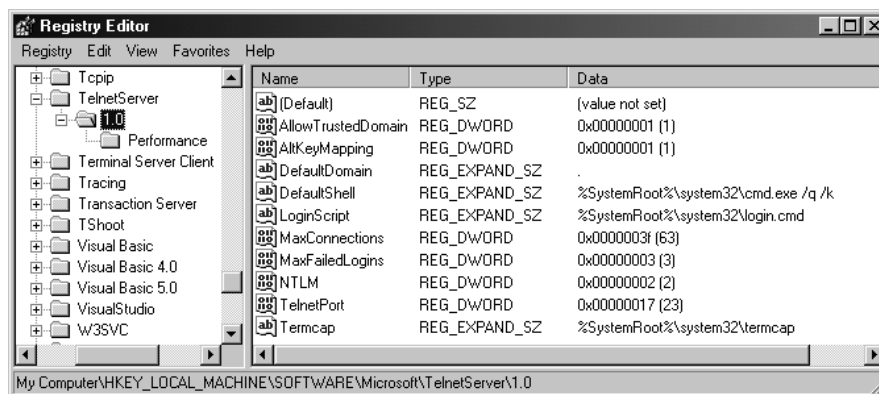 Registry Editor
Registry Edit View Favorites Help
Tcpip
TelnetServer
1.0
Performance
Terminal Server Client
Tracing
Transaction Server
TShoot
Visual Basic
Visual Basic 4.0
Visual Basic 5.0
VisualStudio
W3SVC
Name Type Data
(Default) REG_SZ (value not set)
AllowTrustedDomain REG_DWORD 0x00000001 (1)
AltKeyMapping REG_DWORD 0x00000001 (1)
DefaultDomain REG_EXPAND_SZ .
DefaultShell REG_EXPAND_SZ %SystemRoot%\system32\cmd.exe /q /k
LoginScript REG_EXPAND_SZ %SystemRoot%\system32\login.cmd
MaxConnections REG_DWORD 0x0000003f (63)
MaxFailedLogins REG_DWORD 0x00000003 (3)
NTLM REG_DWORD 0x00000002 (2)
TelnetPort REG_DWORD 0x00000017 (23)
Termcap REG_EXPAND_SZ %SystemRoot%\system32\termcap
My Computer\HKEY_LOCAL_MACHINE\SOFTWARE\Microsoft\TelnetServer\1.0